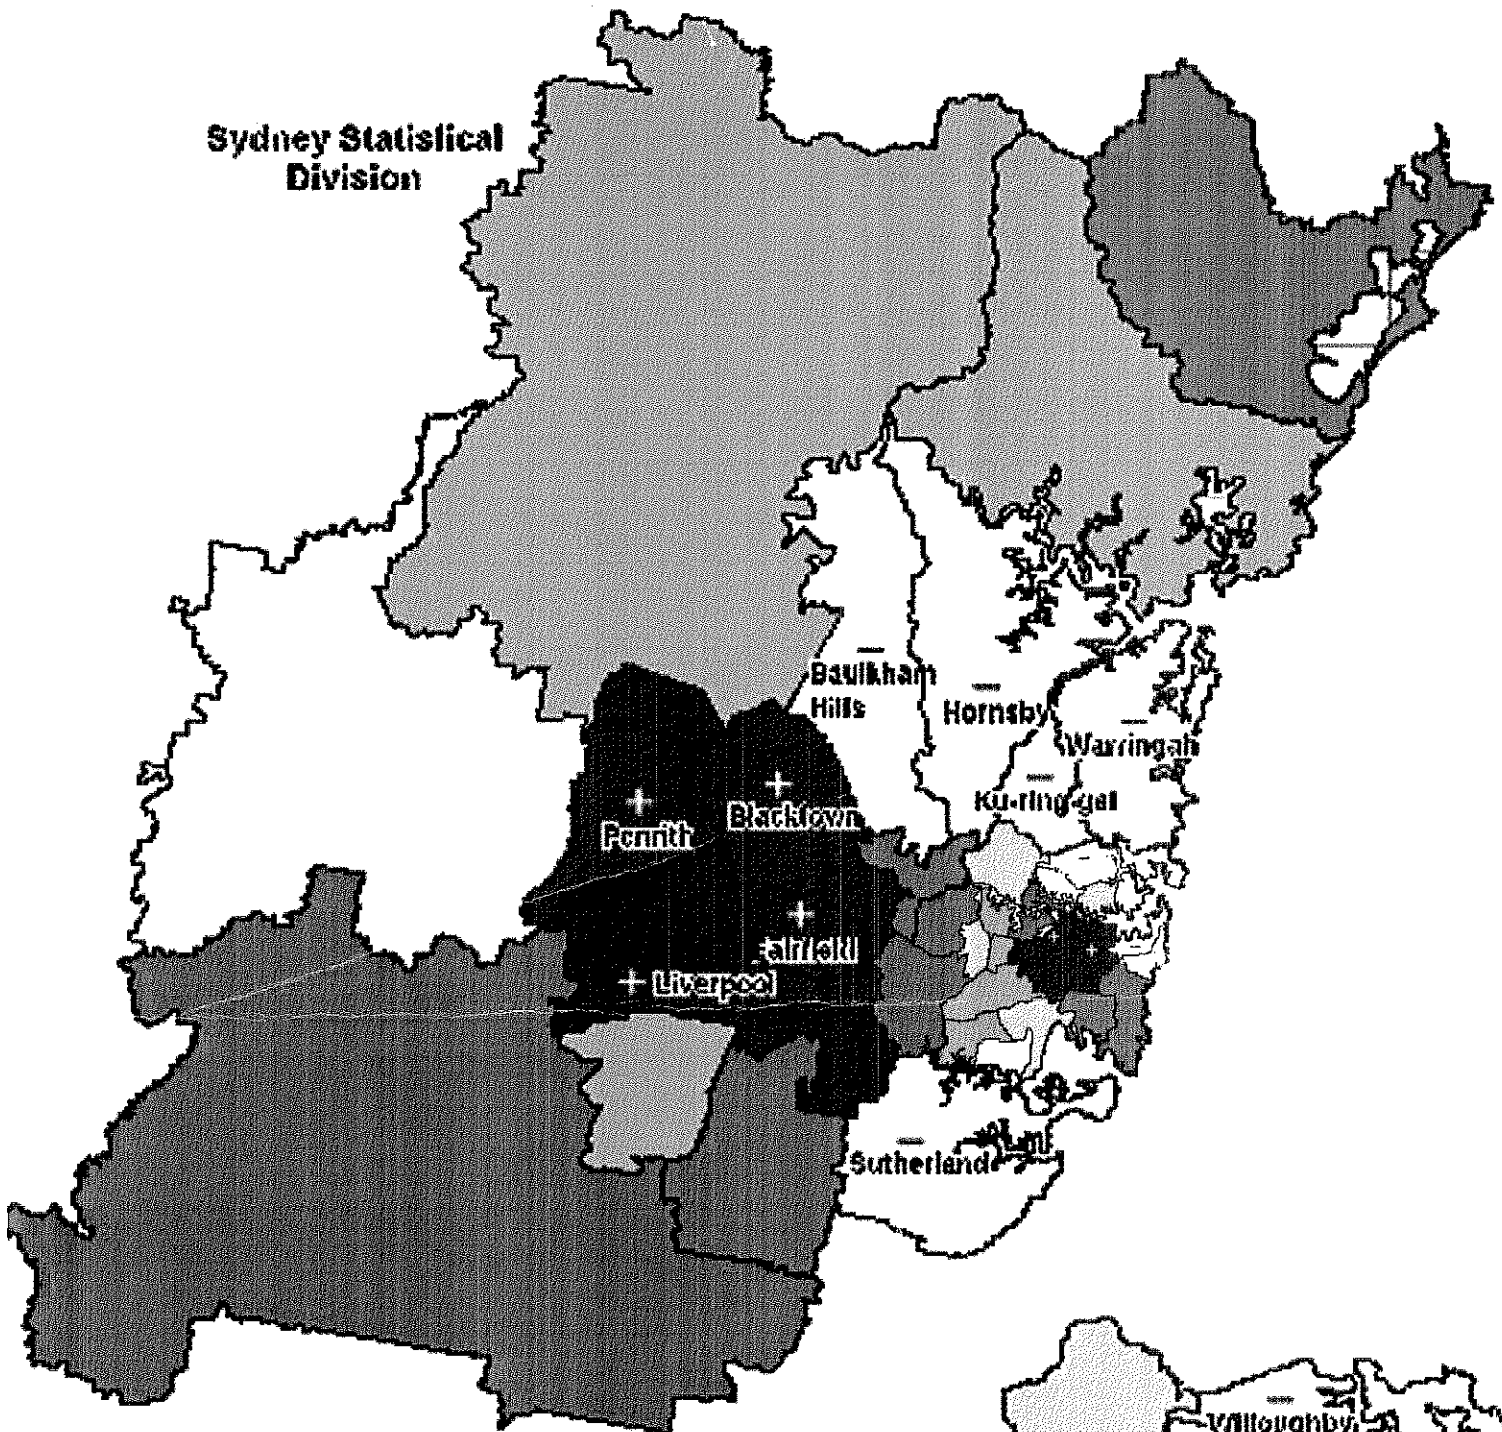 Sydney Statistical
Division
Baulkham
Hills
Hornsby
Warringah
Ku-ring-gai
Penrith
Blacktown
Fairfield
Liverpool
Sutherland
Willoughby